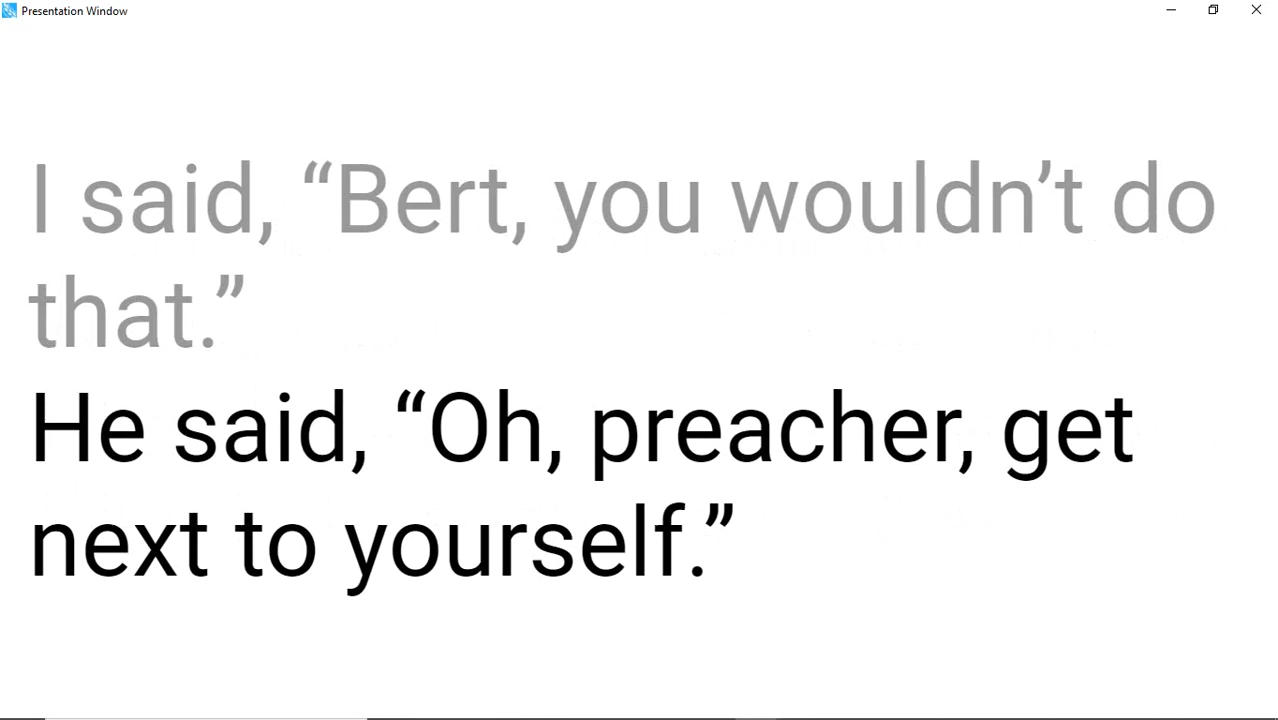 Presentation Window
I said, “Bert, you wouldn’t do
that.”
He said, “Oh, preacher, get
next to yourself.”